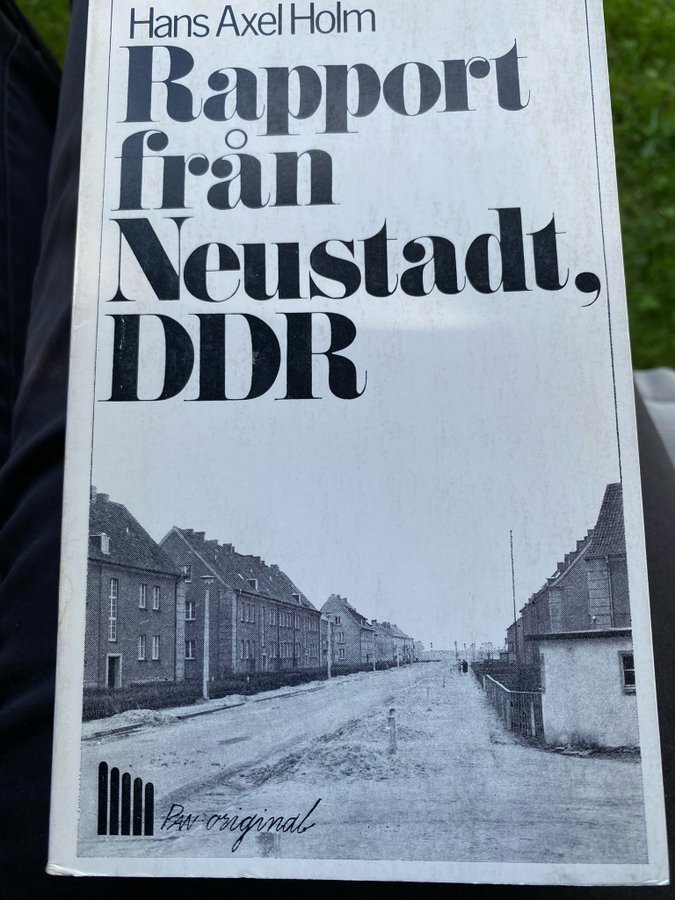 Hans Axel Holm
Rapport
från
Neustadt,
DDR
PAN original